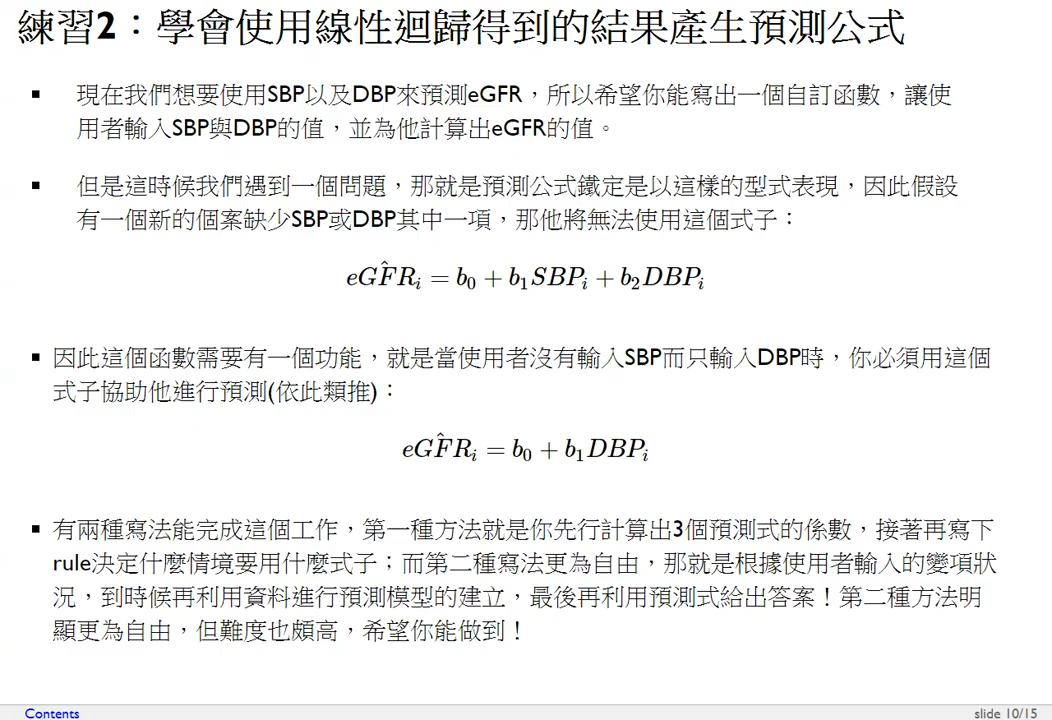 練習2：學會使用線性迴歸得到的結果產生預測公式
▪ 現在我們想要使用SBP以及DBP來預測eGFR，所以希望你能寫出一個自訂函數，讓使
用者輸入SBP與DBP的值，並為他計算出eGFR的值。
▪ 但是這時候我們遇到一個問題，那就是預測公式鐵定是以這樣的型式表現，因此假設
有一個新的個案缺少SBP或DBP其中一項，那他將無法使用這個式子：
eGF̂R_i = b_0 + b_1SBP_i + b_2DBP_i
▪ 因此這個函數需要有一個功能，就是當使用者沒有輸入SBP而只輸入DBP時，你必須用這個
式子協助他進行預測(依此類推)：
eGF̂R_i = b_0 + b_1DBP_i
▪ 有兩種寫法能完成這個工作，第一種方法就是你先行計算出3個預測式的係數，接著再寫下
rule決定什麼情境要用什麼式子；而第二種寫法更為自由，那就是根據使用者輸入的變項狀
況，到時候再利用資料進行預測模型的建立，最後再利用預測式給出答案！第二種方法明
顯更為自由，但難度也頗高，希望你能做到！
Contents
slide 10/15